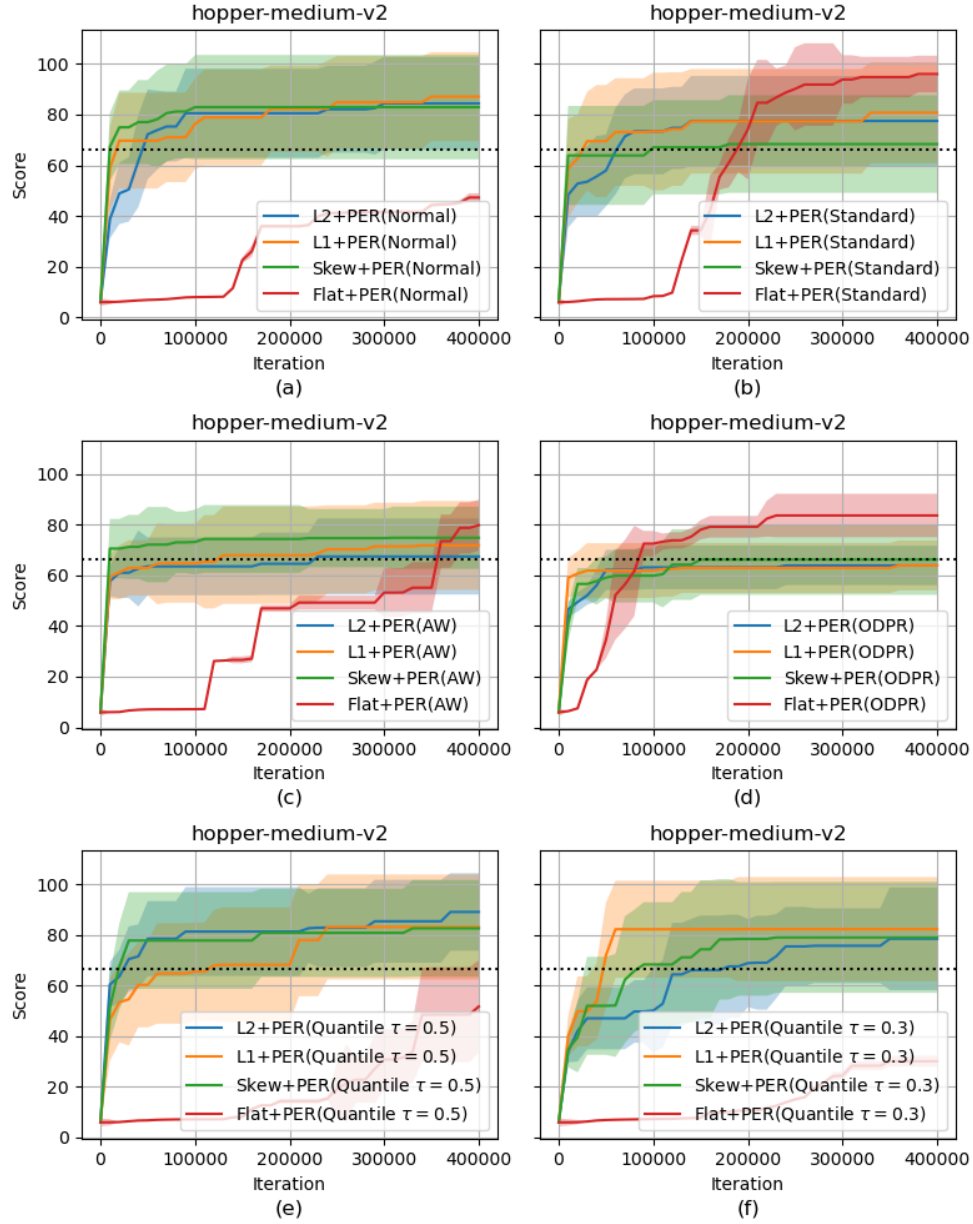 hopper-medium-v2
100
80
60
40
20
0
Score
L2+PER(Normal)
L1+PER(Normal)
Skew+PER(Normal)
Flat+PER(Normal)
0 100000 200000 300000 400000
Iteration
(a)
hopper-medium-v2
L2+PER(Standard)
L1+PER(Standard)
Skew+PER(Standard)
Flat+PER(Standard)
0 100000 200000 300000 400000
Iteration
(b)
hopper-medium-v2
100
80
60
40
20
0
Score
L2+PER(AW)
L1+PER(AW)
Skew+PER(AW)
Flat+PER(AW)
0 100000 200000 300000 400000
Iteration
(c)
hopper-medium-v2
L2+PER(ODPR)
L1+PER(ODPR)
Skew+PER(ODPR)
Flat+PER(ODPR)
0 100000 200000 300000 400000
Iteration
(d)
hopper-medium-v2
100
80
60
40
20
0
Score
L2+PER(Quantile τ = 0.5)
L1+PER(Quantile τ = 0.5)
Skew+PER(Quantile τ = 0.5)
Flat+PER(Quantile τ = 0.5)
0 100000 200000 300000 400000
Iteration
(e)
hopper-medium-v2
L2+PER(Quantile τ = 0.3)
L1+PER(Quantile τ = 0.3)
Skew+PER(Quantile τ = 0.3)
Flat+PER(Quantile τ = 0.3)
0 100000 200000 300000 400000
Iteration
(f)